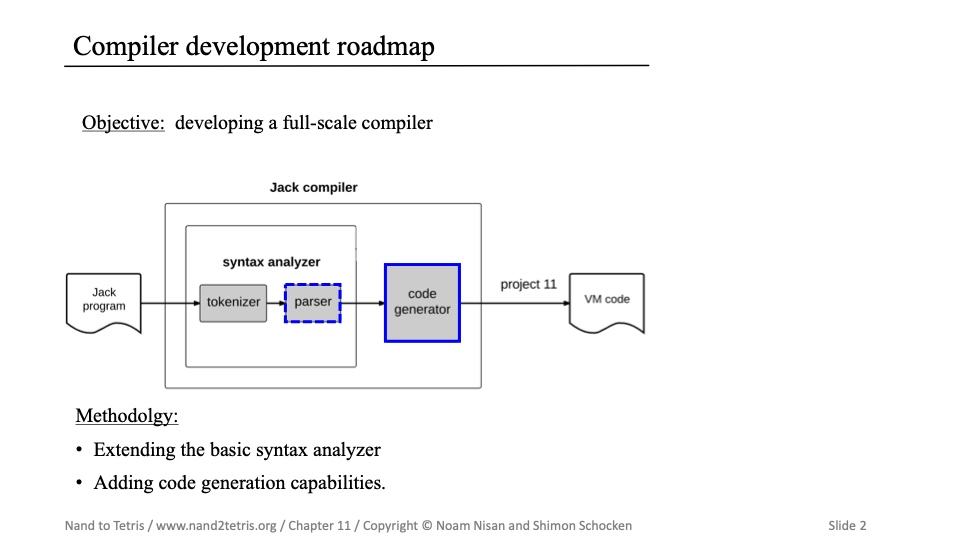 Compiler development roadmap
Objective: developing a full-scale compiler
Jack compiler
syntax analyzer
Jack
program
tokenizer
parser
code
generator
project 11
VM code
Methodolgy:
• Extending the basic syntax analyzer
• Adding code generation capabilities.
Nand to Tetris / www.nand2tetris.org / Chapter 11 / Copyright © Noam Nisan and Shimon Schocken
Slide 2